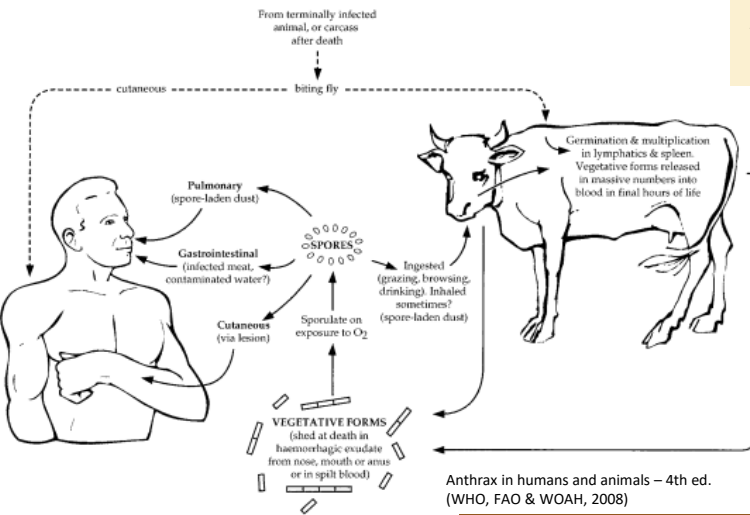 From terminally infected
animal, or carcass
after death
cutaneous
biting fly
Germination & multiplication
in lymphatics & spleen.
Vegetative forms released
in massive numbers into
blood in final hours of life
Pulmonary
(spore-laden dust)
SPORES
Gastrointestinal
(infected meat,
contaminated water?)
Ingested
(grazing, browsing,
drinking). Inhaled
sometimes?
(spore-laden dust)
Cutaneous
(via lesion)
Sporulate on
exposure to O2
VEGETATIVE FORMS
(shed at death in
haemorrhagic exudate
from nose, mouth or anus
or in spilt blood)
Anthrax in humans and animals – 4th ed.
(WHO, FAO & WOAH, 2008)